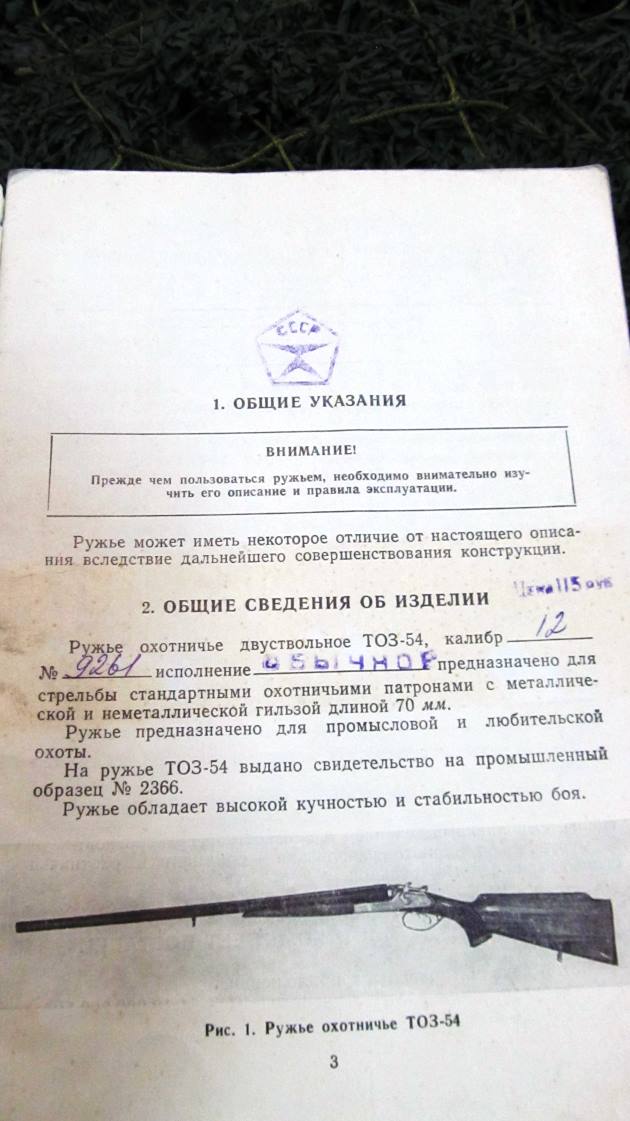 СССР
1. ОБЩИЕ УКАЗАНИЯ
ВНИМАНИЕ!
Прежде чем пользоваться ружьем, необходимо внимательно изу-
чить его описание и правила эксплуатации.
Ружье может иметь некоторое отличие от настоящего описа-
ния вследствие дальнейшего совершенствования конструкции.
Цена 115 руб
2. ОБЩИЕ СВЕДЕНИЯ ОБ ИЗДЕЛИИ
Ружье охотничье двуствольное ТОЗ-54, калибр 12
№ 9261 исполнение ОБЫЧНОЕ предназначено для
стрельбы стандартными охотничьими патронами с металличе-
ской и неметаллической гильзой длиной 70 мм.
Ружье предназначено для промысловой и любительской
охоты.
На ружье ТОЗ-54 выдано свидетельство на промышленный
образец № 2366.
Ружье обладает высокой кучностью и стабильностью боя.
Рис. 1. Ружье охотничье ТОЗ-54
3